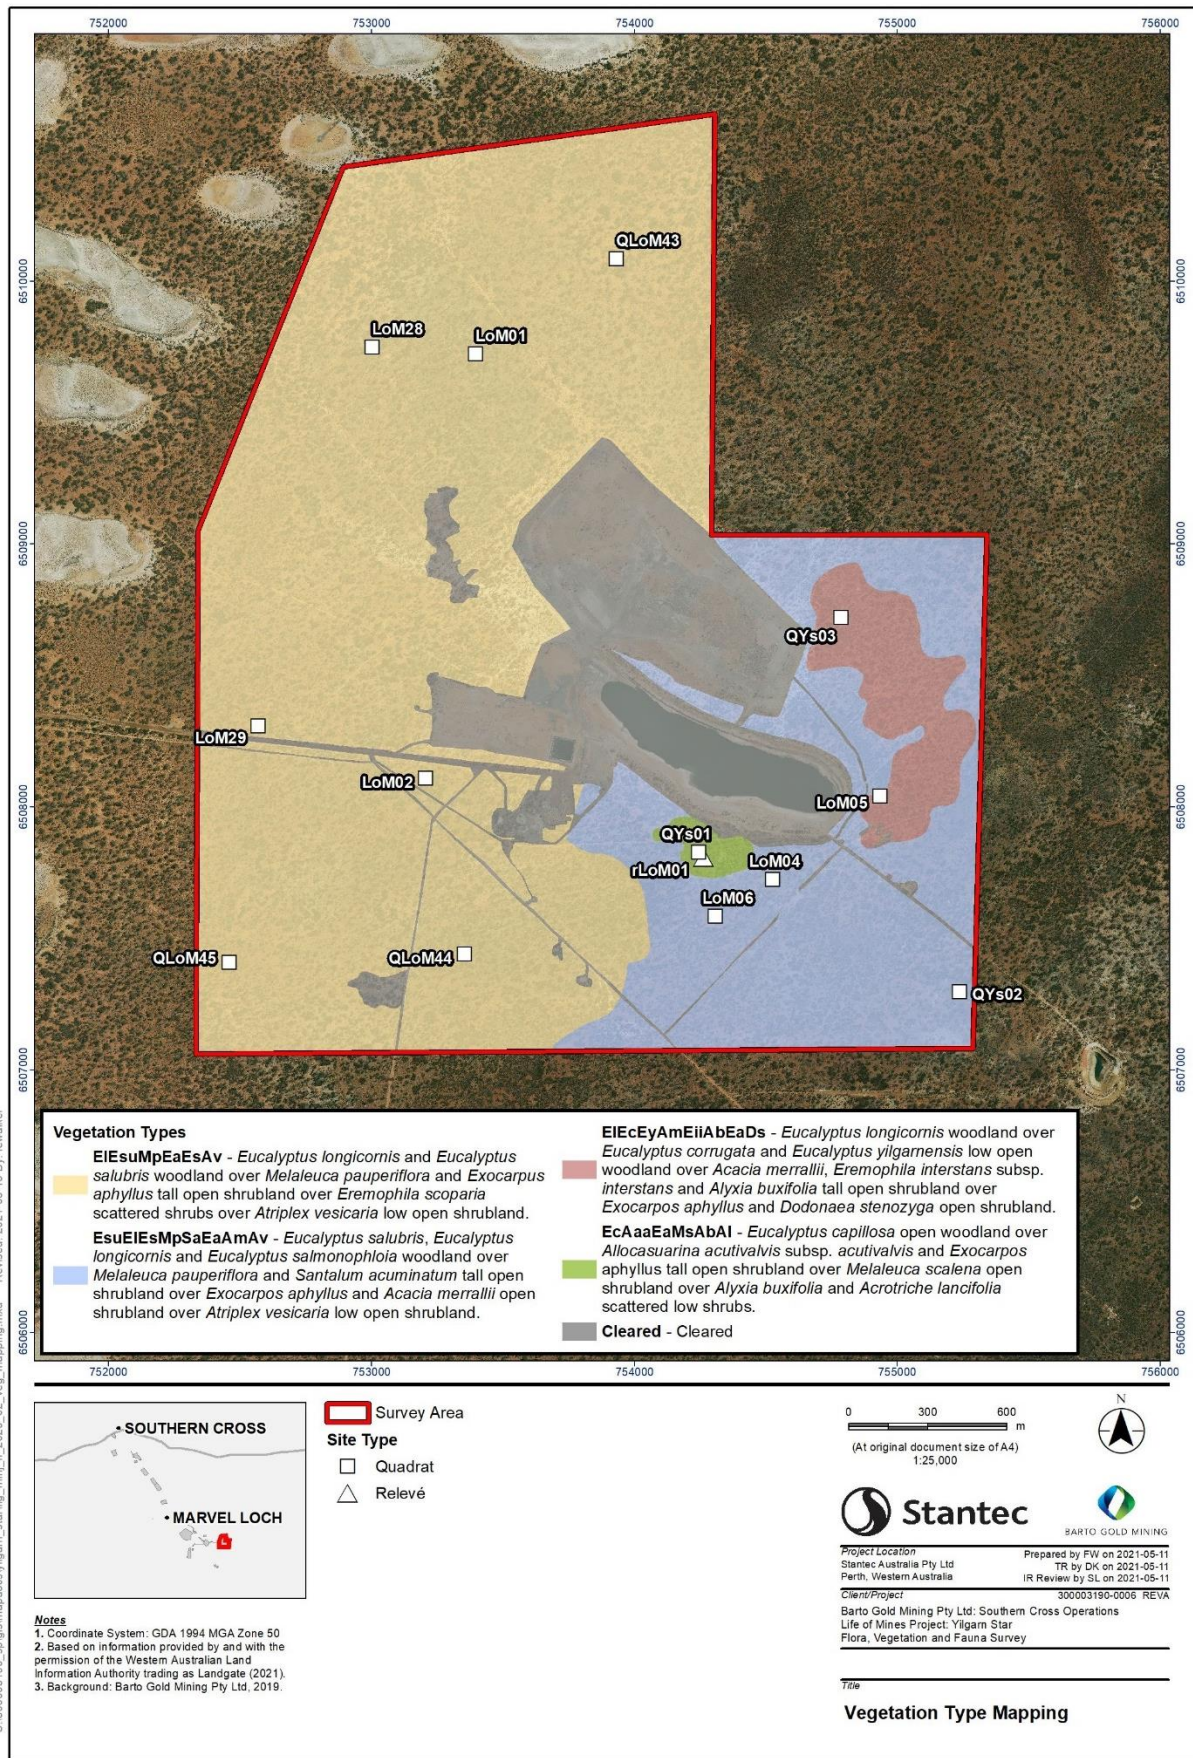 752000 753000 754000 755000 756000
6510000 6510000
6509000 6509000
6508000 6508000
6507000 6507000
6506000 6506000
QLoM43
LoM28
LoM01
QYs03
LoM29
LoM02
LoM05
QYs01
rLoM01
LoM04
LoM06
QLoM45
QLoM44
QYs02
Vegetation Types
ElEsuMpEaEsAv - Eucalyptus longicornis and Eucalyptus
salubris woodland over Melaleuca pauperiflora and Exocarpus
aphyllus tall open shrubland over Eremophila scoparia
scattered shrubs over Atriplex vesicaria low open shrubland.
EsuElEsMpSaEaAmAv - Eucalyptus salubris, Eucalyptus
longicornis and Eucalyptus salmonophloia woodland over
Melaleuca pauperiflora and Santalum acuminatum tall open
shrubland over Exocarpos aphyllus and Acacia merrallii open
shrubland over Atriplex vesicaria low open shrubland.
ElEcEyAmEiiAbEaDs - Eucalyptus longicornis woodland over
Eucalyptus corrugata and Eucalyptus yilgarnensis low open
woodland over Acacia merrallii, Eremophila interstans subsp.
interstans and Alyxia buxifolia tall open shrubland over
Exocarpos aphyllus and Dodonaea stenozyga open shrubland.
EcAaaEaMsAbAl - Eucalyptus capillosa open woodland over
Allocasuarina acutivalvis subsp. acutivalvis and Exocarpos
aphyllus tall open shrubland over Melaleuca scalena open
shrubland over Alyxia buxifolia and Acrotriche lancifolia
scattered low shrubs.
Cleared - Cleared
752000 753000 754000 755000 756000
SOUTHERN CROSS
MARVEL LOCH
Survey Area
Site Type
Quadrat
Relevé
Notes
1. Coordinate System: GDA 1994 MGA Zone 50
2. Based on information provided by and with the
permission of the Western Australian Land
Information Authority trading as Landgate (2021).
3. Background: Barto Gold Mining Pty Ltd, 2019.
0 300 600
m
(At original document size of A4)
1:25,000
N
Stantec
BARTO GOLD MINING
Project Location
Stantec Australia Pty Ltd
Perth, Western Australia
Prepared by FW on 2021-05-11
TR by DK on 2021-05-11
IR Review by SL on 2021-05-11
Client/Project 300003190-0006 REVA
Barto Gold Mining Pty Ltd: Southern Cross Operations
Life of Mines Project: Yilgarn Star
Flora, Vegetation and Fauna Survey
Title
Vegetation Type Mapping